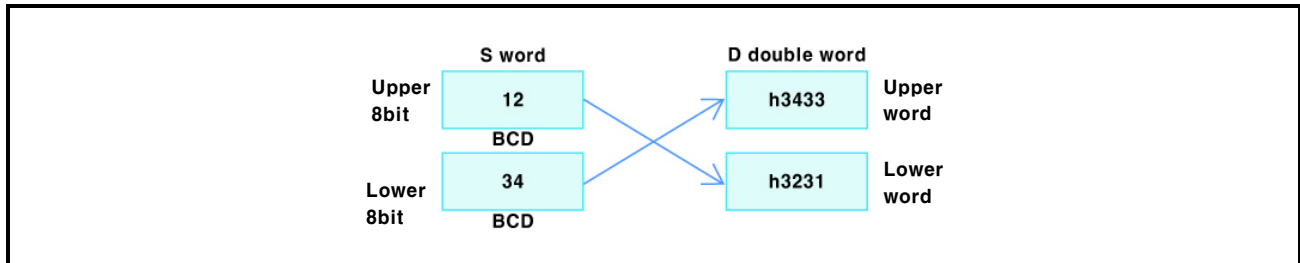 S word
D double word
Upper
8bit
12
h3433
Upper
word
BCD
Lower
8bit
34
h3231
Lower
word
BCD